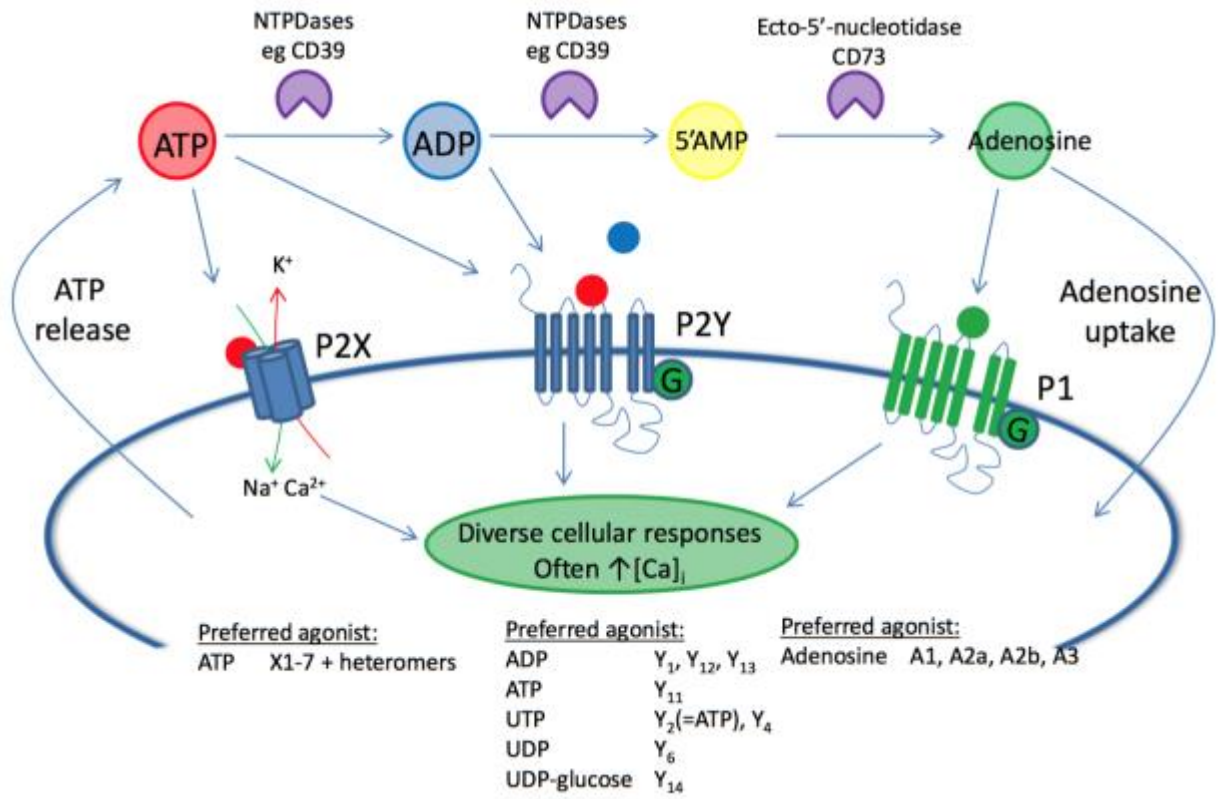 NTPDases
eg CD39
NTPDases
eg CD39
Ecto-5'-nucleotidase
CD73
ATP
ADP
5'AMP
Adenosine
ATP
release
K⁺
P2X
P2Y
G
P1
G
Adenosine
uptake
Na⁺ Ca²⁺
Diverse cellular responses
Often ↑[Ca]ᵢ
Preferred agonist:
ATP X1-7 + heteromers
Preferred agonist:
ADP Y₁, Y₁₂, Y₁₃
ATP Y₁₁
UTP Y₂(=ATP), Y₄
UDP Y₆
UDP-glucose Y₁₄
Preferred agonist:
Adenosine A1, A2a, A2b, A3